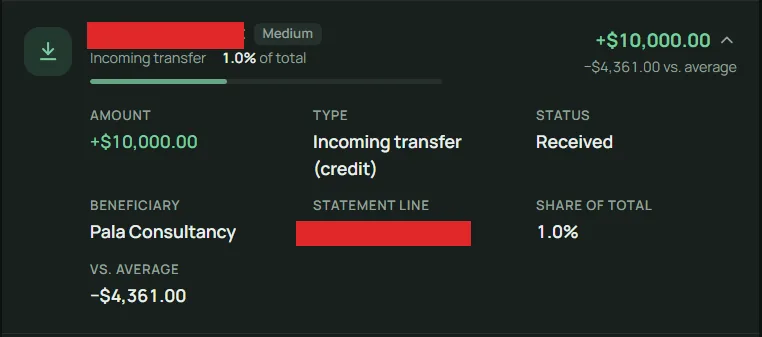 Medium
+$10,000.00
Incoming transfer 1.0% of total
−$4,361.00 vs. average
AMOUNT TYPE STATUS
+$10,000.00 Incoming transfer Received
(credit)
BENEFICIARY STATEMENT LINE SHARE OF TOTAL
Pala Consultancy 1.0%
VS. AVERAGE
−$4,361.00